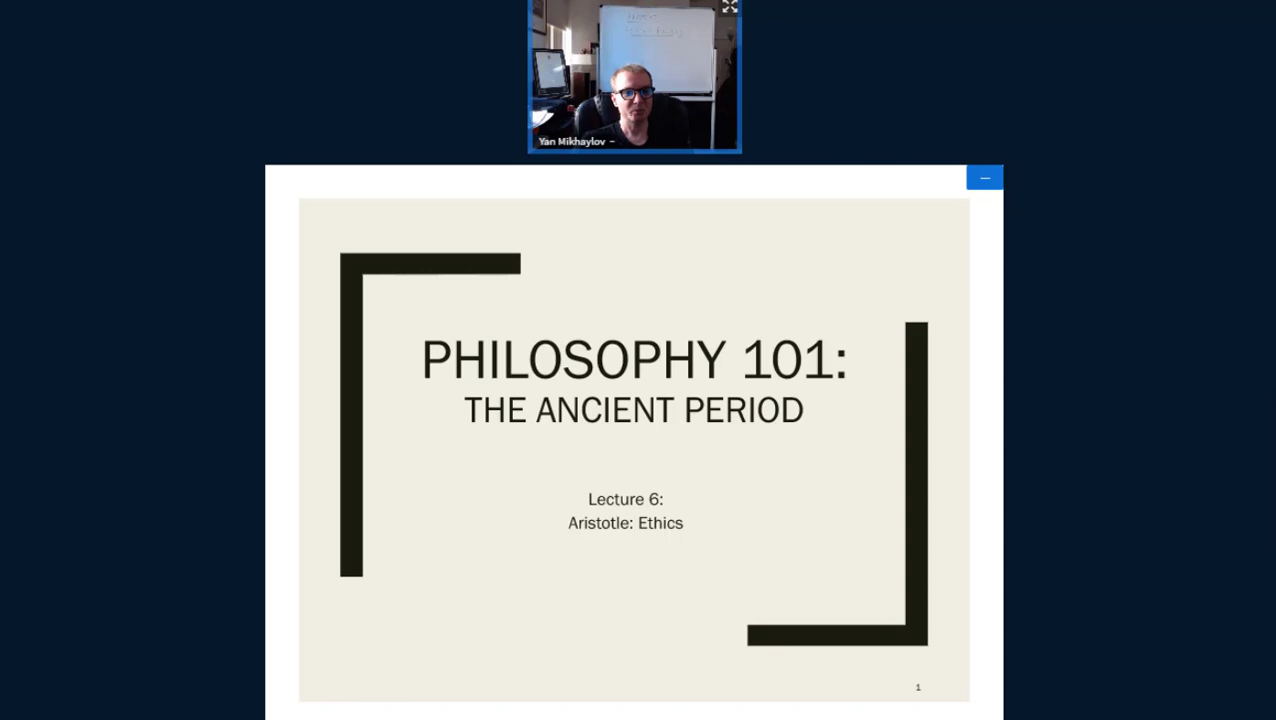 Yan Mikhaylov
PHILOSOPHY 101:
THE ANCIENT PERIOD
Lecture 6:
Aristotle: Ethics
1